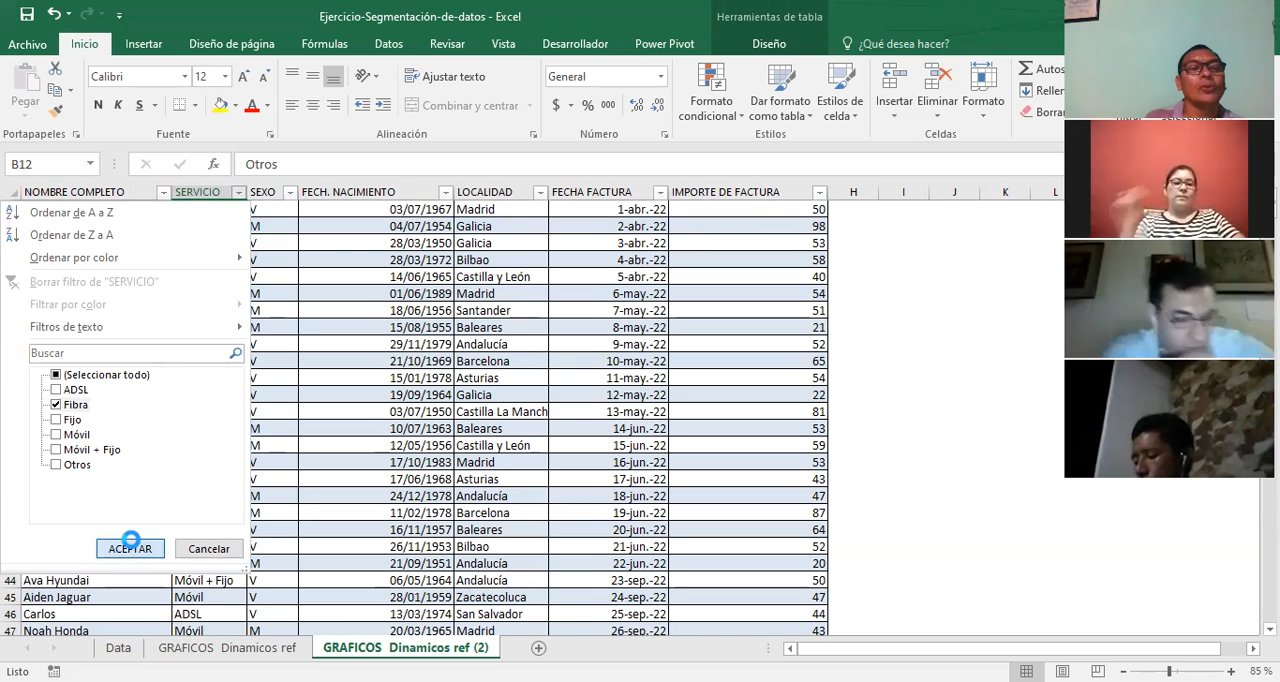 Ejercicio-Segmentación-de-datos - Excel
Herramientas de tabla
Archivo Inicio Insertar Diseño de página Fórmulas Datos Revisar Vista Desarrollador Power Pivot Diseño ¿Qué desea hacer?
Calibri 12 Ajustar texto General Autos
Pegar N K S Combinar y centrar $ % 000 Formato condicional Dar formato como tabla Estilos de celda Insertar Eliminar Formato Rellen
Borrar
Portapapeles Fuente Alineación Número Estilos Celdas
B12 fx Otros
NOMBRE COMPLETO SERVICIO SEXO FECH. NACIMIENTO LOCALIAD FECHA FACTURA IMPORTE DE FACTURA H I J K L
Ordenar de A a Z
Ordenar de Z a A
Ordenar por color
Borrar filtro de "SERVICIO"
Filtrar por color
Filtros de texto
Buscar
(Seleccionar todo)
ADSL
Fibra
Fijo
Móvil
Móvil + Fijo
Otros
ACEPTAR Cancelar
V 03/07/1967 Madrid 1-abr.-22 50
M 04/07/1954 Galicia 2-abr.-22 98
V 28/03/1950 Galicia 3-abr.-22 53
V 28/03/1972 Bilbao 4-abr.-22 58
V 14/06/1965 Castilla y León 5-abr.-22 40
M 01/06/1989 Madrid 6-may.-22 54
M 18/06/1956 Santander 7-may.-22 51
M 15/08/1955 Baleares 8-may.-22 21
V 29/11/1979 Andalucía 9-may.-22 52
M 21/10/1969 Barcelona 10-may.-22 65
V 15/01/1978 Asturias 11-may.-22 54
M 19/09/1964 Galicia 12-may.-22 22
V 03/07/1950 Castilla La Manch 13-may.-22 81
M 10/07/1963 Baleares 14-jun.-22 53
M 12/05/1956 Castilla y León 15-jun.-22 59
V 17/10/1983 Madrid 16-jun.-22 53
V 17/06/1968 Asturias 17-jun.-22 43
M 24/12/1978 Andalucía 18-jun.-22 47
M 11/02/1978 Barcelona 19-jun.-22 87
V 16/11/1957 Baleares 20-jun.-22 64
V 26/11/1953 Bilbao 21-jun.-22 52
M 21/09/1951 Andalucía 22-jun.-22 20
44 Ava Hyundai Móvil + Fijo V 06/05/1964 Andalucía 23-sep.-22 50
45 Aiden Jaguar Móvil V 28/01/1959 Zacatecoluca 24-sep.-22 47
46 Carlos ADSL V 13/03/1974 San Salvador 25-sep.-22 44
47 Noah Honda Móvil M 20/03/1965 Madrid 26-sep.-22 43
Data GRAFICOS Dinamicos ref GRAFICOS Dinamicos ref (2)
Listo 85 %